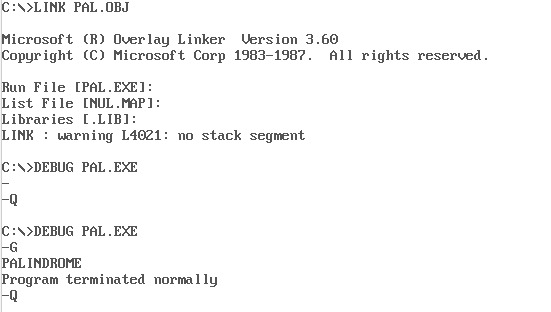 C:\>LINK PAL.OBJ
Microsoft (R) Overlay Linker  Version 3.60
Copyright (C) Microsoft Corp 1983-1987.  All rights reserved.
Run File [PAL.EXE]:
List File [NUL.MAP]:
Libraries [.LIB]:
LINK : warning L4021: no stack segment
C:\>DEBUG PAL.EXE
-
-Q
C:\>DEBUG PAL.EXE
-G
PALINDROME
Program terminated normally
-Q